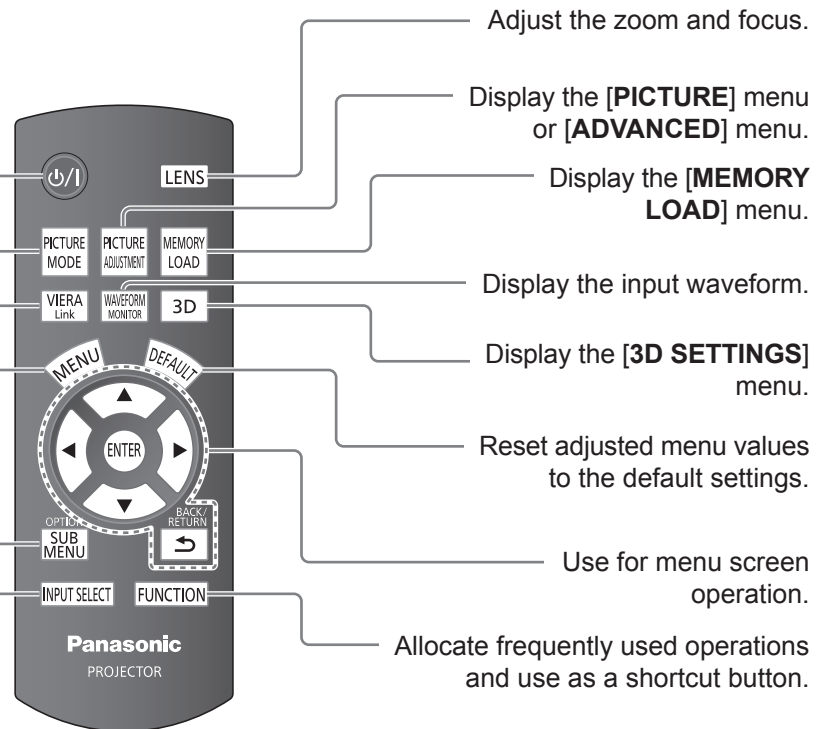 Adjust the zoom and focus.
Display the [PICTURE] menu
or [ADVANCED] menu.
Display the [MEMORY
LOAD] menu.
Display the input waveform.
Display the [3D SETTINGS]
menu.
Reset adjusted menu values
to the default settings.
Use for menu screen
operation.
Allocate frequently used operations
and use as a shortcut button.
LENS
PICTURE
MODE
PICTURE
ADJUSTMENT
MEMORY
LOAD
VIERA
Link
WAVEFORM
MONITOR
3D
MENU
DEFAULT
ENTER
OPTION
SUB
MENU
BACK/
RETURN
INPUT SELECT
FUNCTION
Panasonic
PROJECTOR